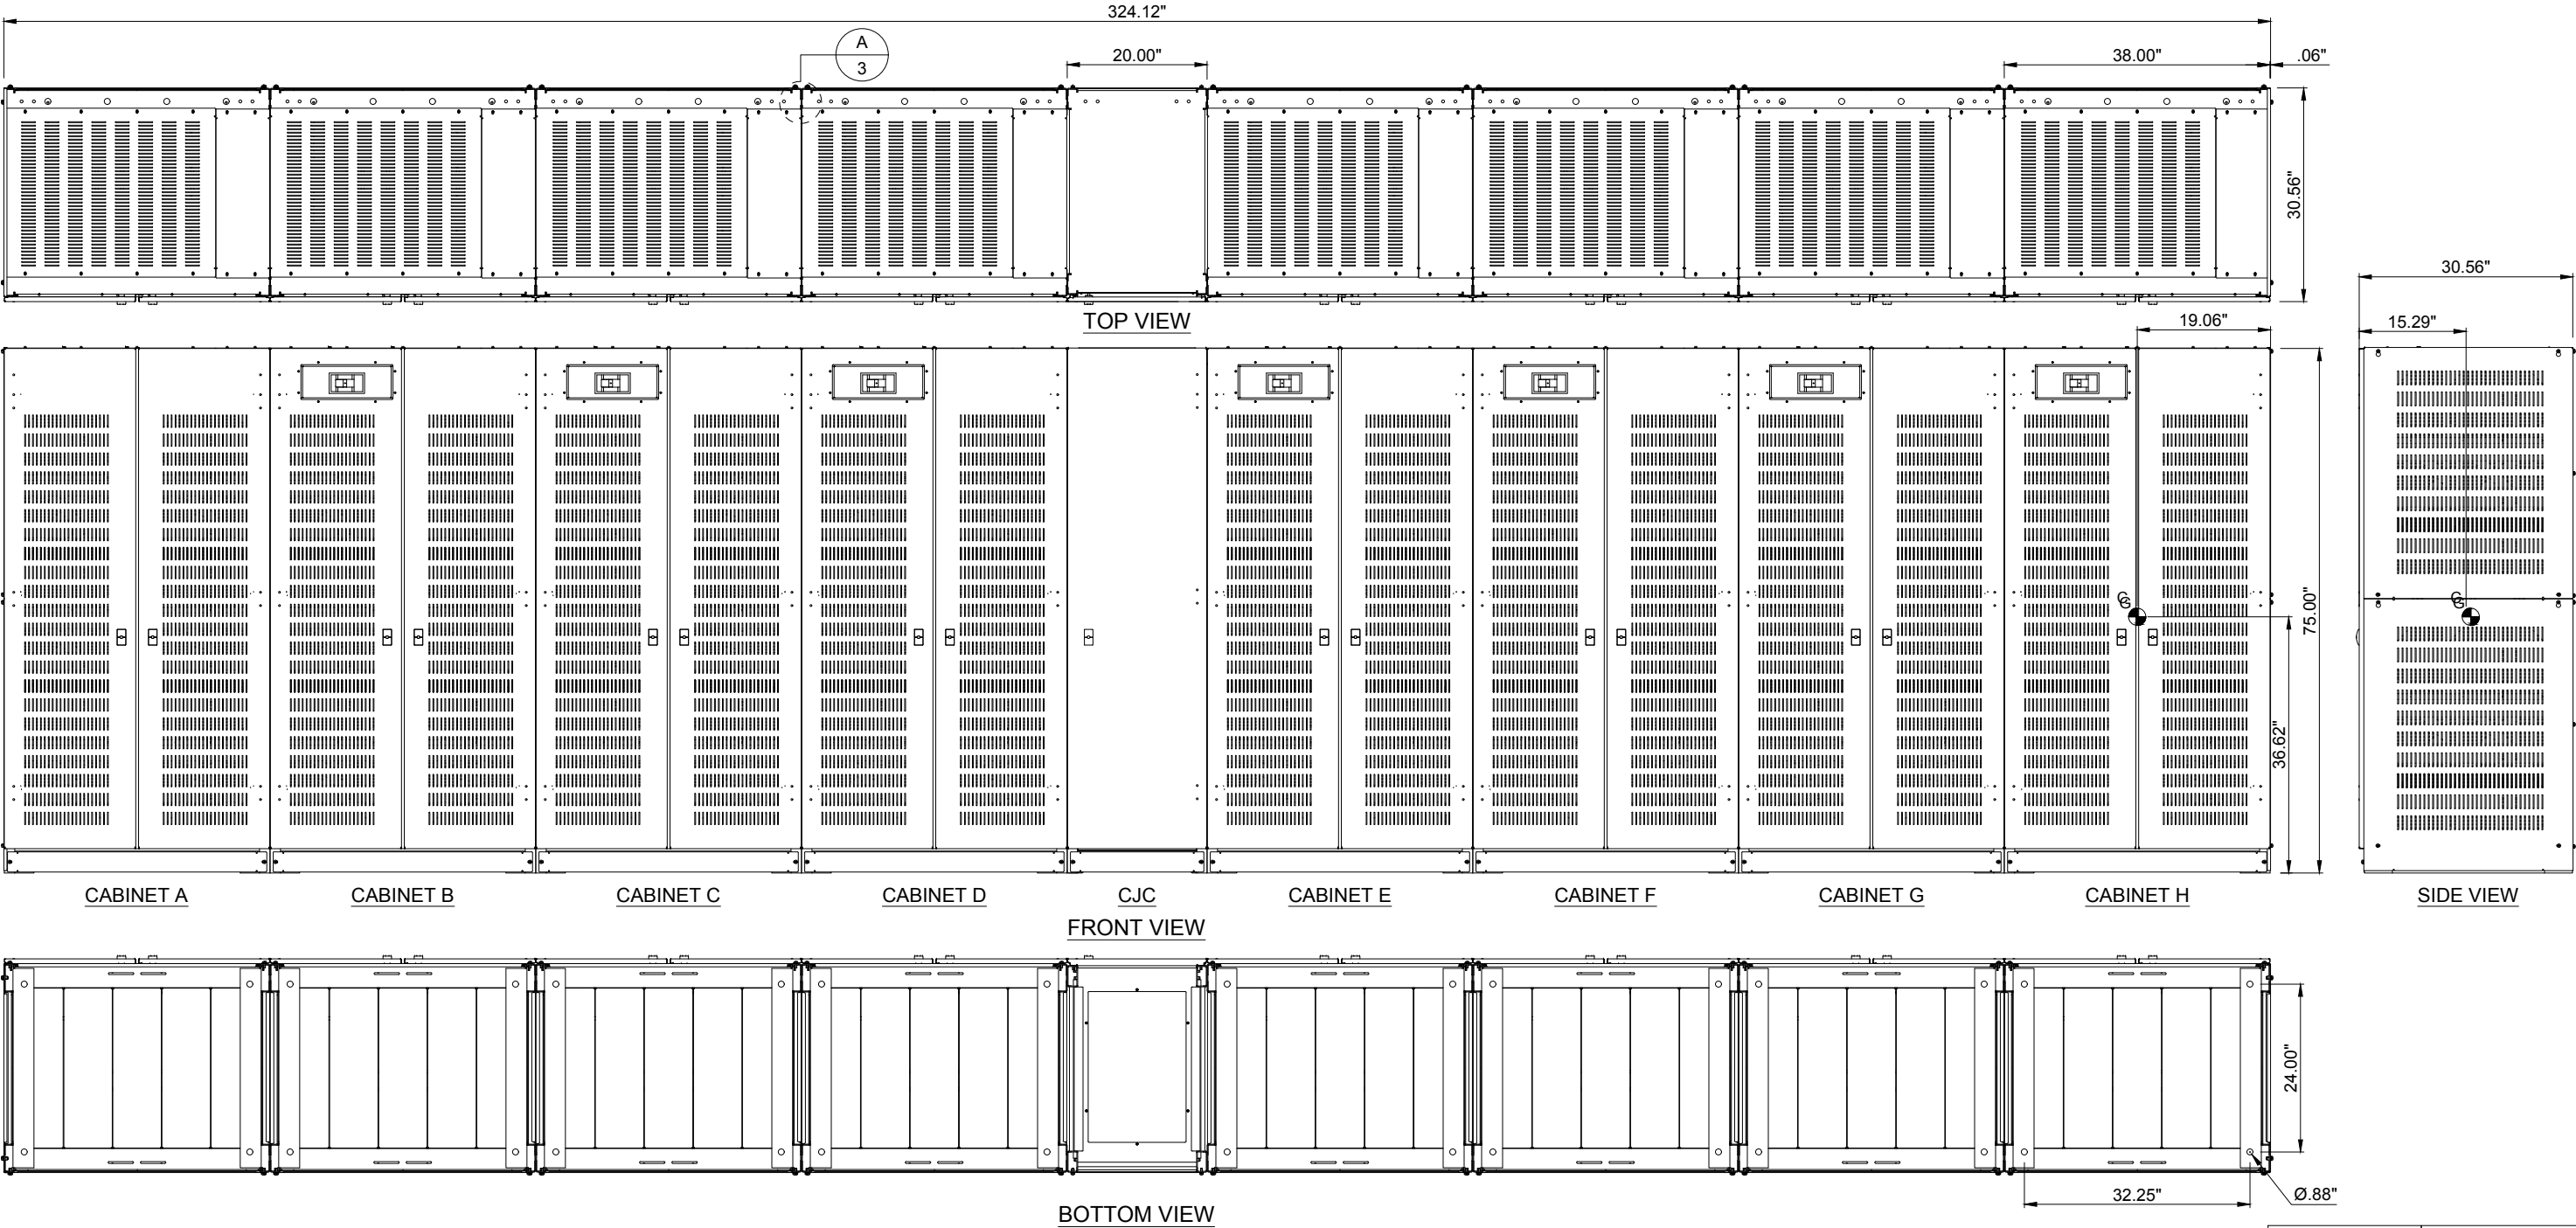 324.12"
A
3
20.00"
38.00"
.06"
30.56"
TOP VIEW
30.56"
15.29"
19.06"
CG
CG
75.00"
36.62"
CABINET A
CABINET B
CABINET C
CABINET D
CJC
CABINET E
CABINET F
CABINET G
CABINET H
SIDE VIEW
FRONT VIEW
24.00"
32.25"
Ø.88"
BOTTOM VIEW